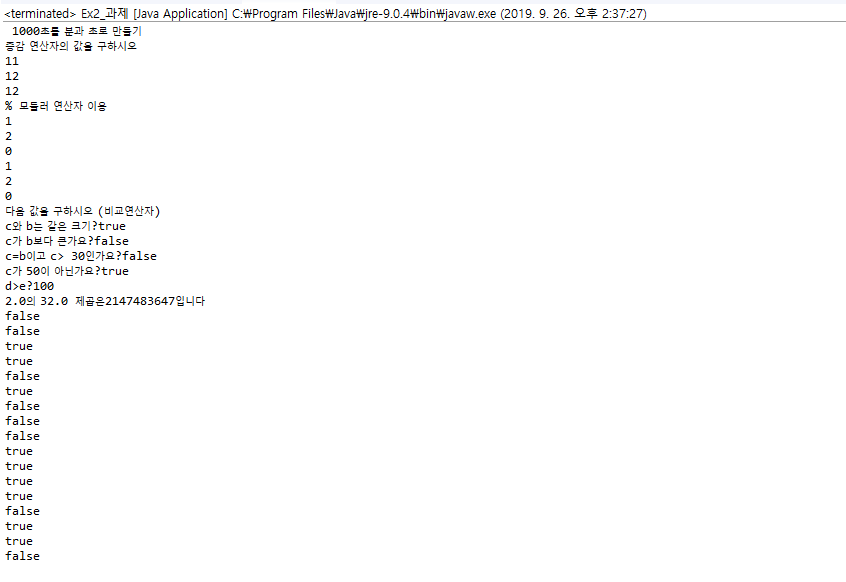 <terminated> Ex2_과제 [Java Application] C:₩Program Files₩Java₩jre-9.0.4₩bin₩javaw.exe (2019. 9. 26. 오후 2:37:27)
1000초를 분과 초로 만들기
증감 연산자의 값을 구하시오
11
12
12
% 모듈러 연산자 이용
1
2
0
1
2
0
다음 값을 구하시오 (비교연산자)
c와 b는 같은 크기?true
c가 b보다 큰가요?false
c=b이고 c> 30인가요?false
c가 50이 아닌가요?true
d>e?100
2.0의 32.0 제곱은2147483647입니다
false
false
true
true
false
true
false
false
false
true
true
true
true
false
true
true
false